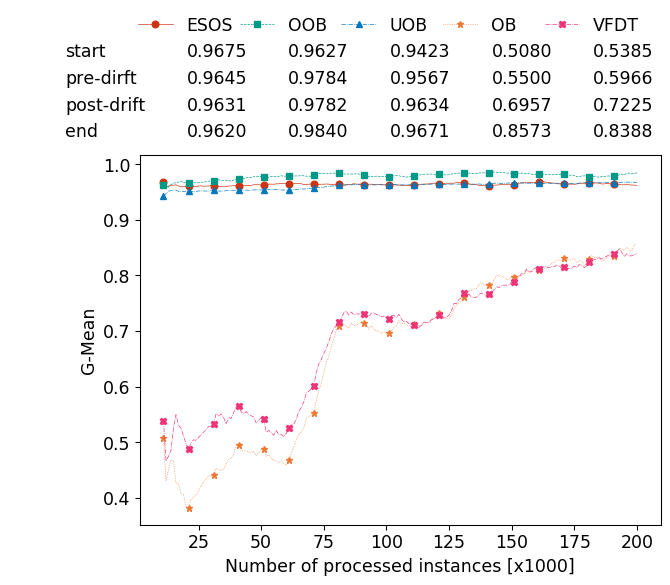 ESOS OOB UOB OB VFDT
start 0.9675 0.9627 0.9423 0.5080 0.5385
pre-dirft 0.9645 0.9784 0.9567 0.5500 0.5966
post-drift 0.9631 0.9782 0.9634 0.6957 0.7225
end 0.9620 0.9840 0.9671 0.8573 0.8388
1.0
0.9
0.8
0.7
0.6
0.5
0.4
G-Mean
25 50 75 100 125 150 175 200
Number of processed instances [x1000]